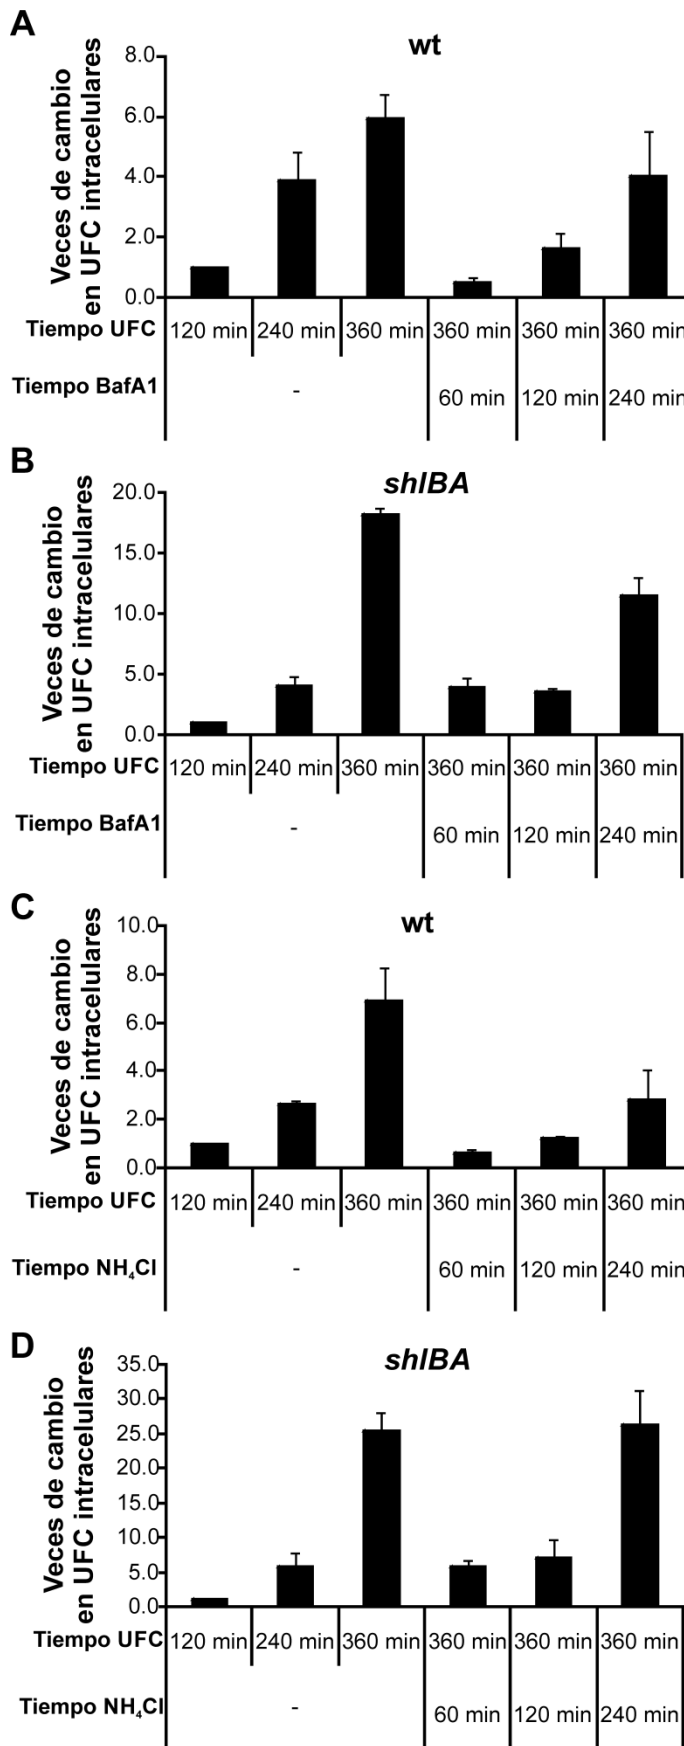 A
wt
Veces de cambio
en UFC intracelulares
8.0
6.0
4.0
2.0
0.0
Tiempo UFC 120 min 240 min 360 min 360 min 360 min 360 min
Tiempo BafA1 - 60 min 120 min 240 min
B
shlBA
Veces de cambio
en UFC intracelulares
20.0
15.0
10.0
5.0
0.0
Tiempo UFC 120 min 240 min 360 min 360 min 360 min 360 min
Tiempo BafA1 - 60 min 120 min 240 min
C
wt
Veces de cambio
en UFC intracelulares
10.0
8.0
6.0
4.0
2.0
0.0
Tiempo UFC 120 min 240 min 360 min 360 min 360 min 360 min
Tiempo NH₄Cl - 60 min 120 min 240 min
D
shlBA
Veces de cambio
en UFC intracelulares
35.0
30.0
25.0
20.0
15.0
10.0
5.0
0.0
Tiempo UFC 120 min 240 min 360 min 360 min 360 min 360 min
Tiempo NH₄Cl - 60 min 120 min 240 min